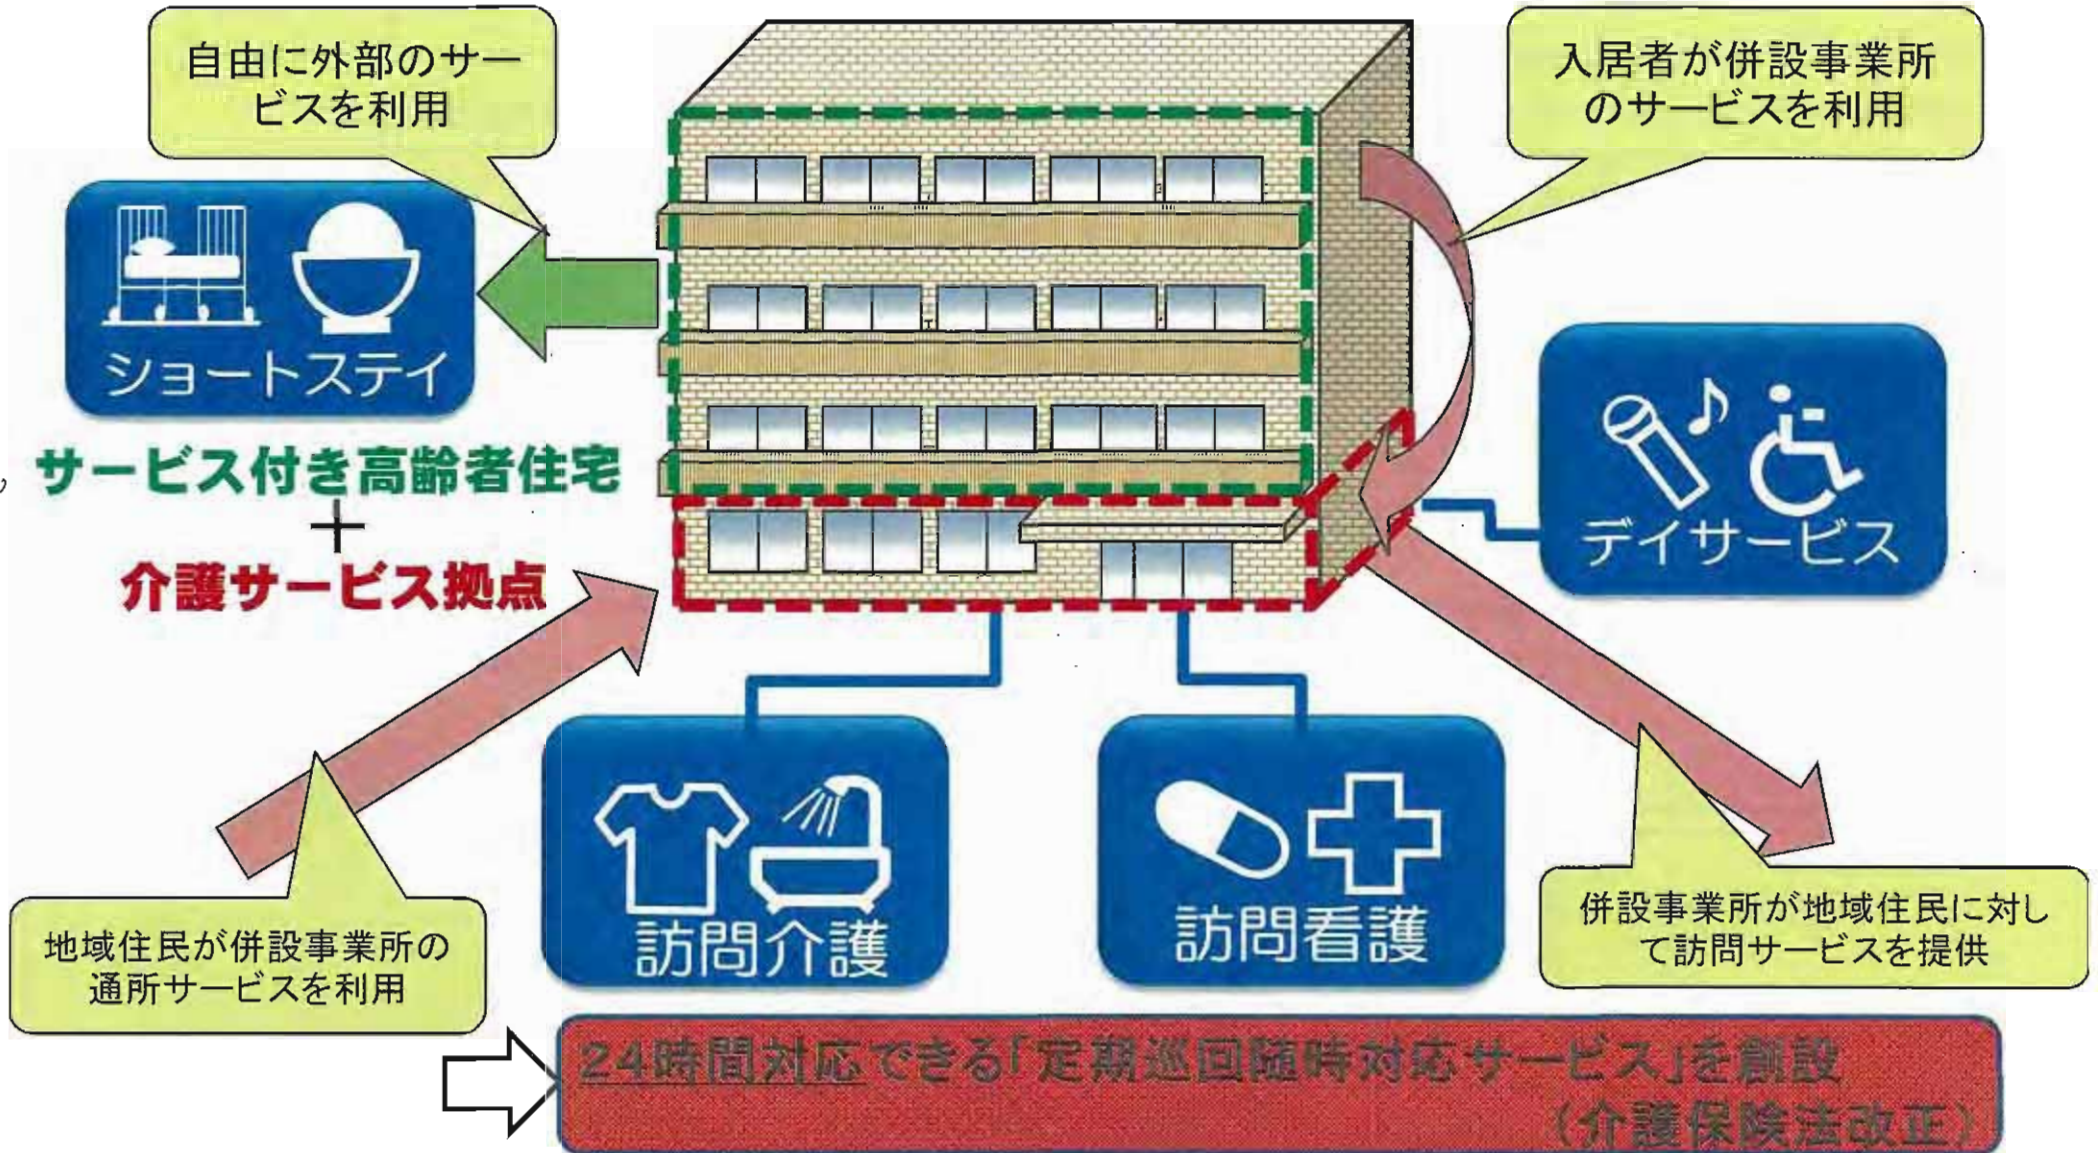 自由に外部のサー
ビスを利用
入居者が併設事業所
のサービスを利用
ショートステイ
サービス付き高齢者住宅
+
介護サービス拠点
デイサービス
訪問介護
訪問看護
地域住民が併設事業所の
通所サービスを利用
併設事業所が地域住民に対し
て訪問サービスを提供
24時間対応できる「定期巡回随時対応サービス」を創設
(介護保険法改正)